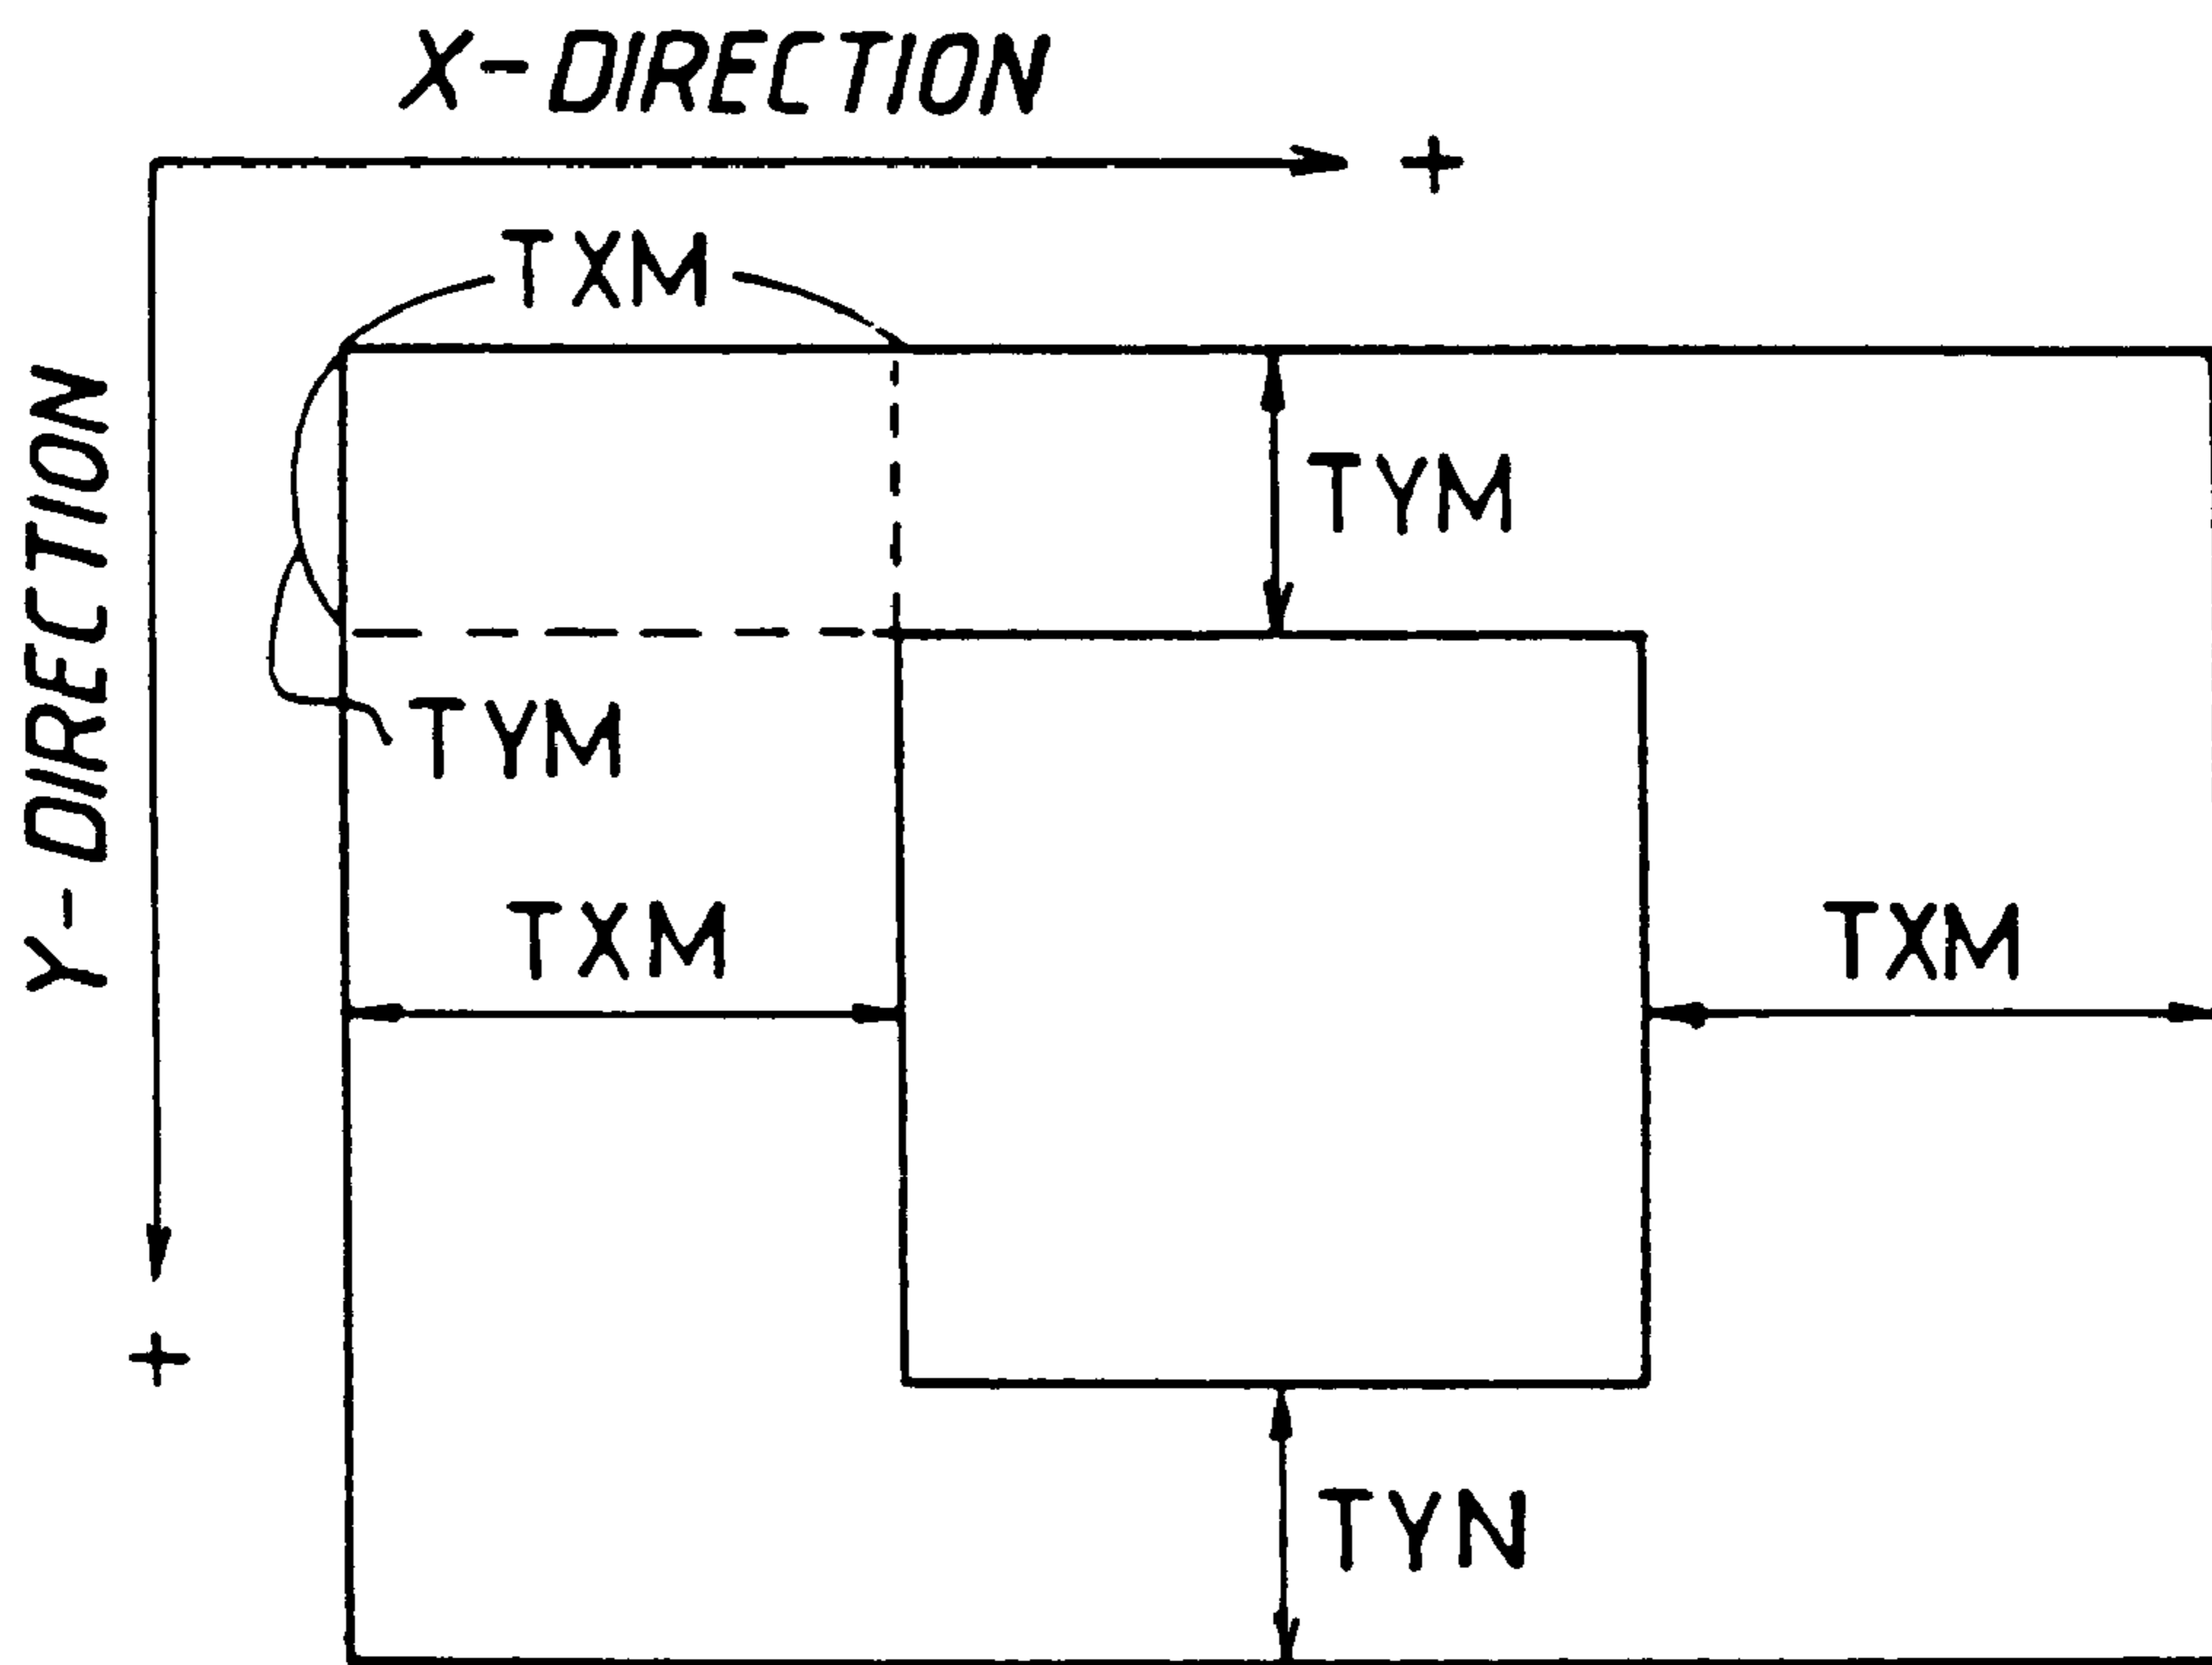 X-DIRECTION
+
TXM
Y-DIRECTION
TYM
TYM
TXM
TXM
+
TYN